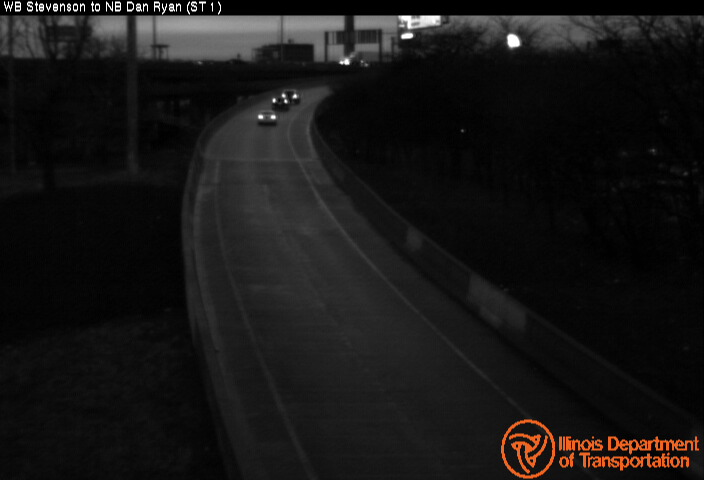 WB Stevenson to NB Dan Ryan (ST 1)
Illinois Department
of Transportation